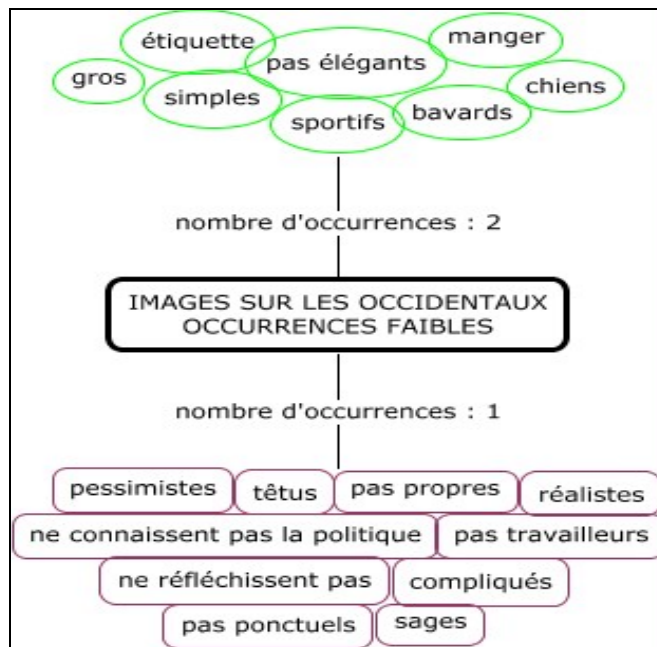 étiquette
pas élégants
manger
gros
simples
sportifs
bavards
chiens
nombre d'occurrences : 2
IMAGES SUR LES OCCIDENTAUX
OCCURRENCES FAIBLES
nombre d'occurrences : 1
pessimistes
têtus
pas propres
réalistes
ne connaissent pas la politique
pas travailleurs
ne réfléchissent pas
compliqués
pas ponctuels
sages